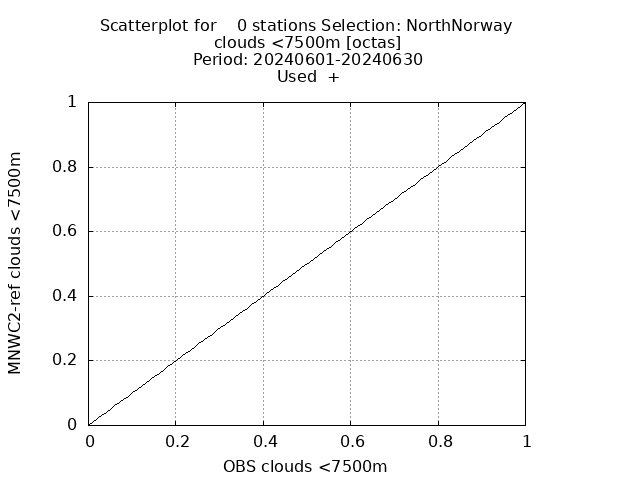 Scatterplot for    0 stations Selection: NorthNorway
clouds <7500m [octas]
Period: 20240601-20240630
Used +
1
0.8
0.6
0.4
0.2
0
MNWC2-ref clouds <7500m
0 0.2 0.4 0.6 0.8 1
OBS clouds <7500m